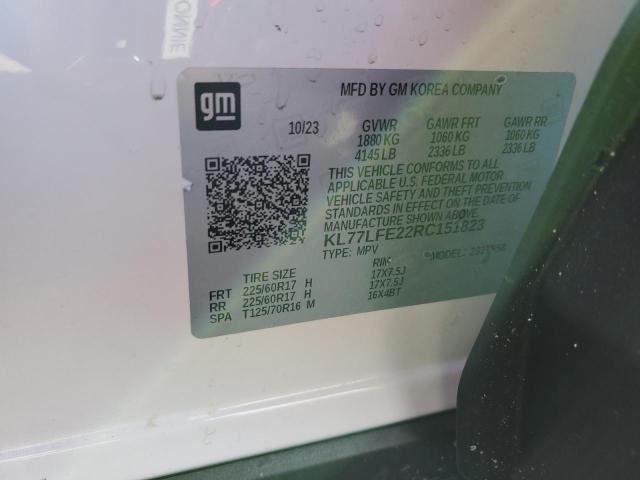 gm
MFD BY GM KOREA COMPANY
10/23 GVWR GAWR FRT GAWR RR
1880 KG 1060 KG 1060 KG
4145 LB 2336 LB 2336 LB
THIS VEHICLE CONFORMS TO ALL
APPLICABLE U.S. FEDERAL MOTOR
VEHICLE SAFETY AND THEFT PREVENTION
STANDARDS IN EFFECT ON THE DATE OF
MANUFACTURE SHOWN ABOVE.
KL77LFE22RC151823
TYPE: MPV MODEL:
TIRE SIZE RIM
FRT 225/60R17 H 17X7.5J
RR 225/60R17 H 17X7.5J
SPA T125/70R16 M 16X4BT